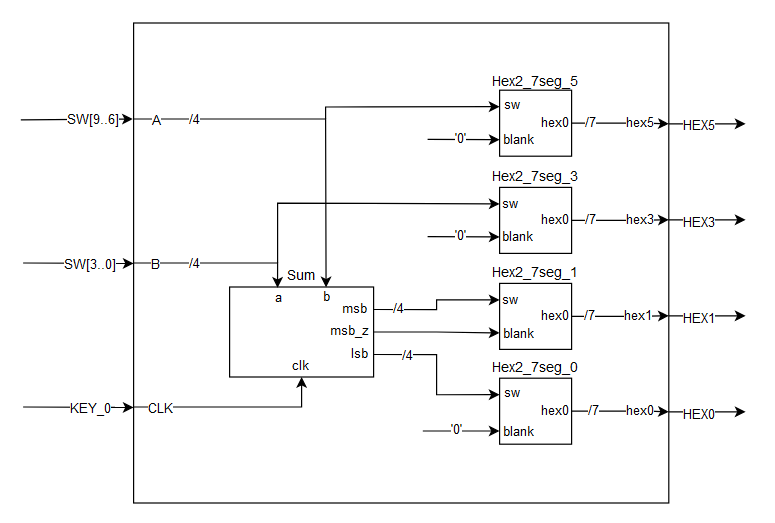 Hex2_7seg_5
sw
SW[9..6] A /4 hex0 /7 hex5 HEX5
'0' blank
Hex2_7seg_3
sw
hex0 /7 hex3 HEX3
'0' blank
SW[3..0] B /4
Hex2_7seg_1
Sum
a b sw
msb /4 hex0 /7 hex1 HEX1
msb_z blank
lsb /4
Hex2_7seg_0
clk
sw
KEY_0 CLK hex0 /7 hex0 HEX0
'0' blank